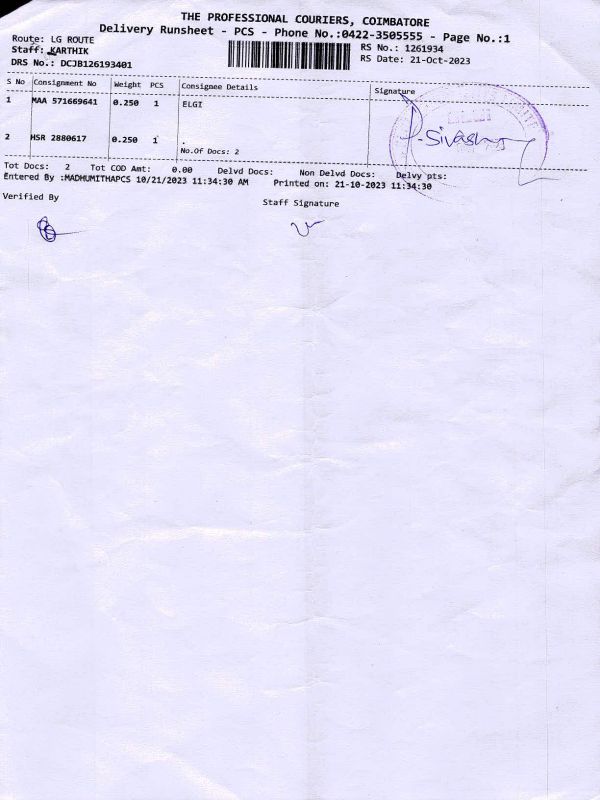 THE PROFESSIONAL COURIERS, COIMBATORE
Delivery Runsheet - PCS - Phone No.:0422-3505555 - Page No.:1
Route: LG ROUTE RS No.: 1261934
Staff: KARTHIK RS Date: 21-Oct-2023
DRS No.: DCJB126193401
S No Consignment No Weight PCS Consignee Details Signature
1 MAA 571669641 0.250 1 ELGI
2 HSR 2880617 0.250 1 .
No.Of Docs: 2
Tot Docs: 2 Tot COD Amt: 0.00 Delvd Docs: Non Delvd Docs: Delvy pts:
Entered By :MADHUMITHAPCS 10/21/2023 11:34:30 AM Printed on: 21-10-2023 11:34:30
Verified By Staff Signature